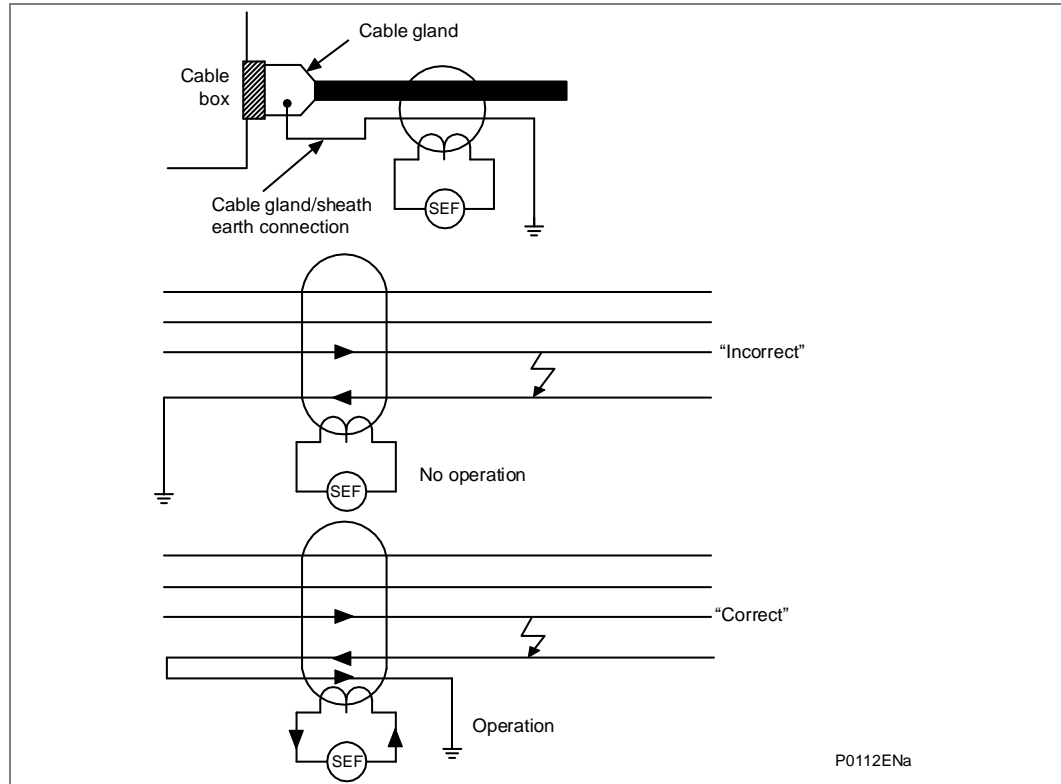 Cable gland
Cable
box
Cable gland/sheath
earth connection
SEF
“Incorrect”
No operation
SEF
“Correct”
Operation
SEF
P0112ENa